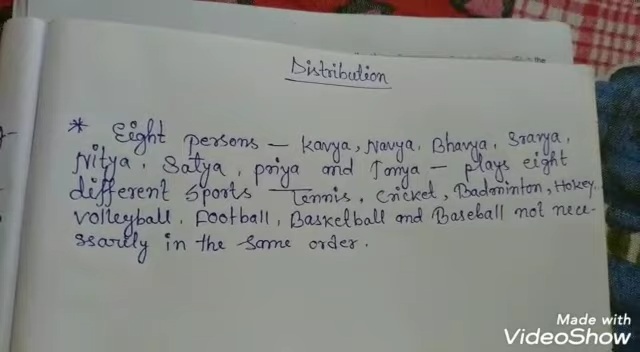 Distribution
* Eight persons – Kavya, Navya, Bhavya, Sravya,
Nitya, Satya, priya and Tanya – plays eight
different sports – Tennis, Cricket, Badminton, Hokey,
volleyball, Football, Basketball and Baseball not nece-
ssarily in the same order.
Made with
VideoShow